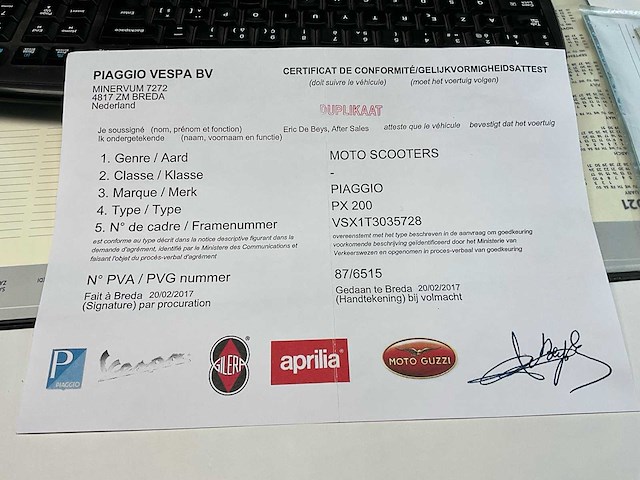 PIAGGIO VESPA BV
MINERVUM 7272
4817 ZM BREDA
Nederland
CERTIFICAT DE CONFORMITÉ/GELIJKVORMIGHEIDSATTEST
(doit suivre le véhicule) (moet het voertuig volgen)
DUPLIKAAT
Je soussigné (nom, prénom et fonction) Eric De Beys, After Sales atteste que le véhicule bevestigt dat het voertuig
Ik ondergetekende (naam, voornaam en functie)
1. Genre / Aard MOTO SCOOTERS
2. Classe / Klasse -
3. Marque / Merk PIAGGIO
4. Type / Type PX 200
5. N° de cadre / Framenummer VSX1T3035728
est conforme au type décrit dans la notice descriptive figurant dans la
demande d'agrément, identifié par le Ministère des Communications et
faisant l'objet du procès-verbal d'agrément
overeenstemt met het type beschreven in de aanvraag om goedkeuring
voorkomende beschrijving geïdentificeerd door het Ministerie van
Verkeerswezen en opgenomen in proces-verbaal van goedkeuring
N° PVA / PVG nummer 87/6515
Fait à Breda 20/02/2017 Gedaan te Breda 20/02/2017
(Signature) par procuration (Handtekening) bij volmacht
P
PIAGGIO
Vespa
GILERA
aprilia
MOTO GUZZI